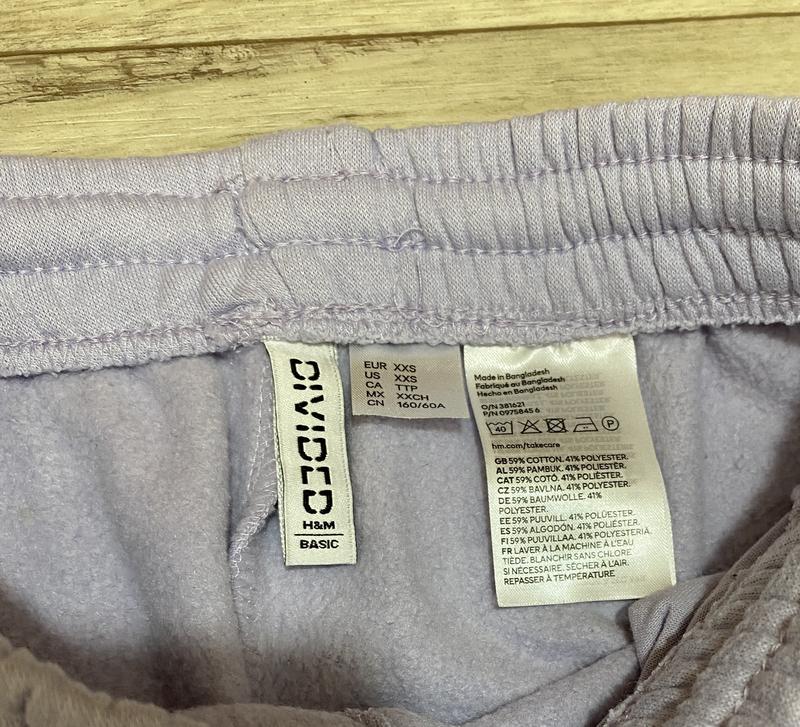 DIVIDED
H&M
BASIC
EUR XXS
US XXS
CA TTP
MX XXCH
CN 160/60A
Made in Bangladesh
Fabriqué au Bangladesh
Hecho en Bangladesh
O/N 381621
P/N 0975845 6
40
P
hm.com/takecare
GB 59% COTTON. 41% POLYESTER.
AL 59% PAMBUK. 41% POLIESTËR.
CAT 59% COTÓ. 41% POLIÈSTER.
CZ 59% BAVLNA. 41% POLYESTER.
DE 59% BAUMWOLLE. 41%
POLYESTER.
EE 59% PUUVILL. 41% POLÜESTER.
ES 59% ALGODÓN. 41% POLIÉSTER.
FI 59% PUUVILLAA. 41% POLYESTERIÄ.
FR LAVER À LA MACHINE À L'EAU
TIÈDE. BLANCHIR SANS CHLORE
SI NÉCESSAIRE. SÉCHER À L'AIR.
REPASSER À TEMPÉRATURE